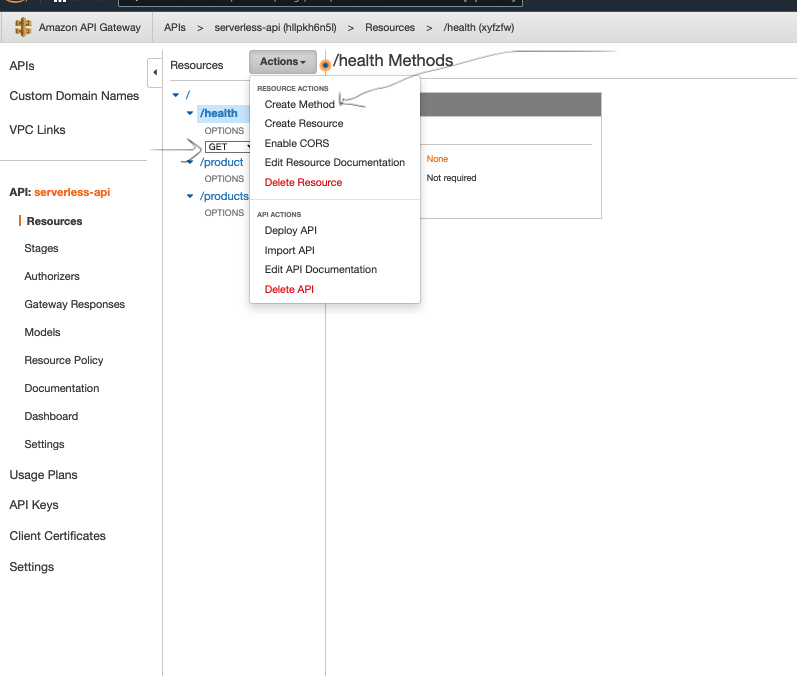 Amazon API Gateway
APIs > serverless-api (hllpkh6n5l) > Resources > /health (xyfzfw)
APIs
Custom Domain Names
VPC Links
API: serverless-api
Resources
Stages
Authorizers
Gateway Responses
Models
Resource Policy
Documentation
Dashboard
Settings
Usage Plans
API Keys
Client Certificates
Settings
Resources
Actions
/
/health
OPTIONS
GET
/product
OPTIONS
/products
OPTIONS
RESOURCE ACTIONS
Create Method
Create Resource
Enable CORS
Edit Resource Documentation
Delete Resource
API ACTIONS
Deploy API
Import API
Edit API Documentation
Delete API
/health Methods
None
Not required